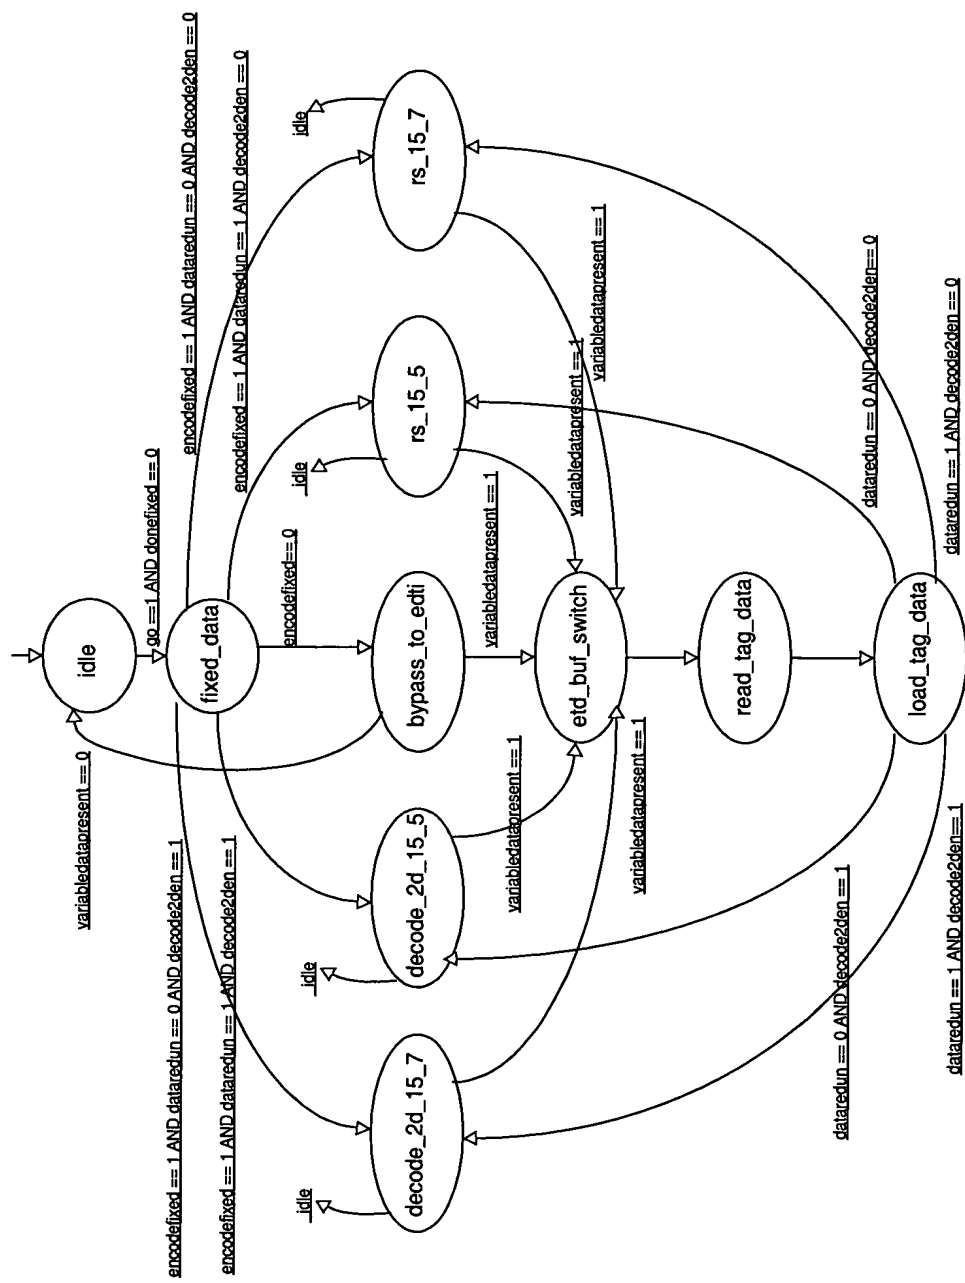 idle
go ==1 AND donefixed == 0
variabledatapresent == 0
fixed_data
encodefixed == 1 AND dataredun == 0 AND decode2den == 1
encodefixed == 1 AND dataredun == 1 AND decode2den == 1
encodefixed== 0
encodefixed == 1 AND dataredun == 1 AND decode2den == 0
encodefixed == 1 AND dataredun == 0 AND decode2den == 0
idle
idle
idle
idle
decode_2d_15_7
decode_2d_15_5
bypass_to_edti
rs_15_5
rs_15_7
variabledatapresent == 1
variabledatapresent == 1
variabledatapresent == 1
variabledatapresent == 1
variabledatapresent == 1
etd_buf_switch
read_tag_data
load_tag_data
dataredun == 0 AND decode2den == 1
dataredun == 0 AND decode2den== 0
dataredun == 1 AND decode2den== 1
dataredun == 1 AND decode2den == 0